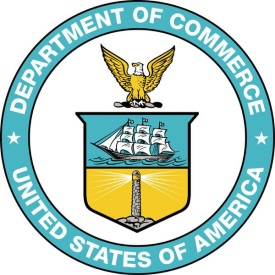 DEPARTMENT OF COMMERCE
UNITED STATES OF AMERICA